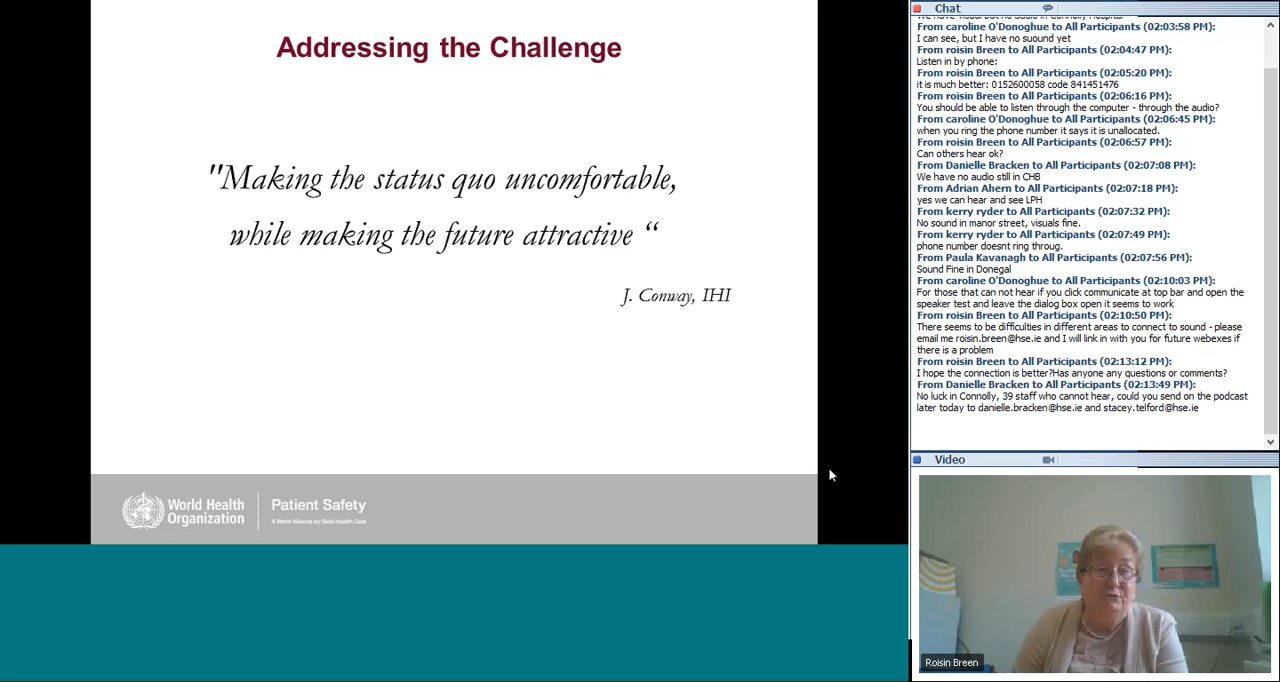 Addressing the Challenge
"Making the status quo uncomfortable,
while making the future attractive “
J. Conway, IHI
World Health
Organization
Patient Safety
A World Alliance for Safer Health Care
Chat
From caroline O'Donoghue to All Participants (02:03:58 PM):
I can see, but I have no suound yet
From roisin Breen to All Participants (02:04:47 PM):
Listen in by phone:
From roisin Breen to All Participants (02:05:20 PM):
it is much better: 0152600058 code 841451476
From roisin Breen to All Participants (02:06:16 PM):
You should be able to listen through the computer - through the audio?
From caroline O'Donoghue to All Participants (02:06:45 PM):
when you ring the phone number it says it is unallocated.
From roisin Breen to All Participants (02:06:57 PM):
Can others hear ok?
From Danielle Bracken to All Participants (02:07:08 PM):
We have no audio still in CHB
From Adrian Ahern to All Participants (02:07:18 PM):
yes we can hear and see LPH
From kerry ryder to All Participants (02:07:32 PM):
No sound in manor street, visuals fine.
From kerry ryder to All Participants (02:07:49 PM):
phone number doesnt ring throug.
From Paula Kavanagh to All Participants (02:07:56 PM):
Sound Fine in Donegal
From caroline O'Donoghue to All Participants (02:10:03 PM):
For those that can not hear if you click communicate at top bar and open the
speaker test and leave the dialog box open it seems to work
From roisin Breen to All Participants (02:10:50 PM):
There seems to be difficulties in different areas to connect to sound - please
email me roisin.breen@hse.ie and I will link in with you for future webexes if
there is a problem
From roisin Breen to All Participants (02:13:12 PM):
I hope the connection is better?Has anyone any questions or comments?
From Danielle Bracken to All Participants (02:13:49 PM):
No luck in Connolly, 39 staff who cannot hear, could you send on the podcast
later today to danielle.bracken@hse.ie and stacey.telford@hse.ie
Video
Roisin Breen